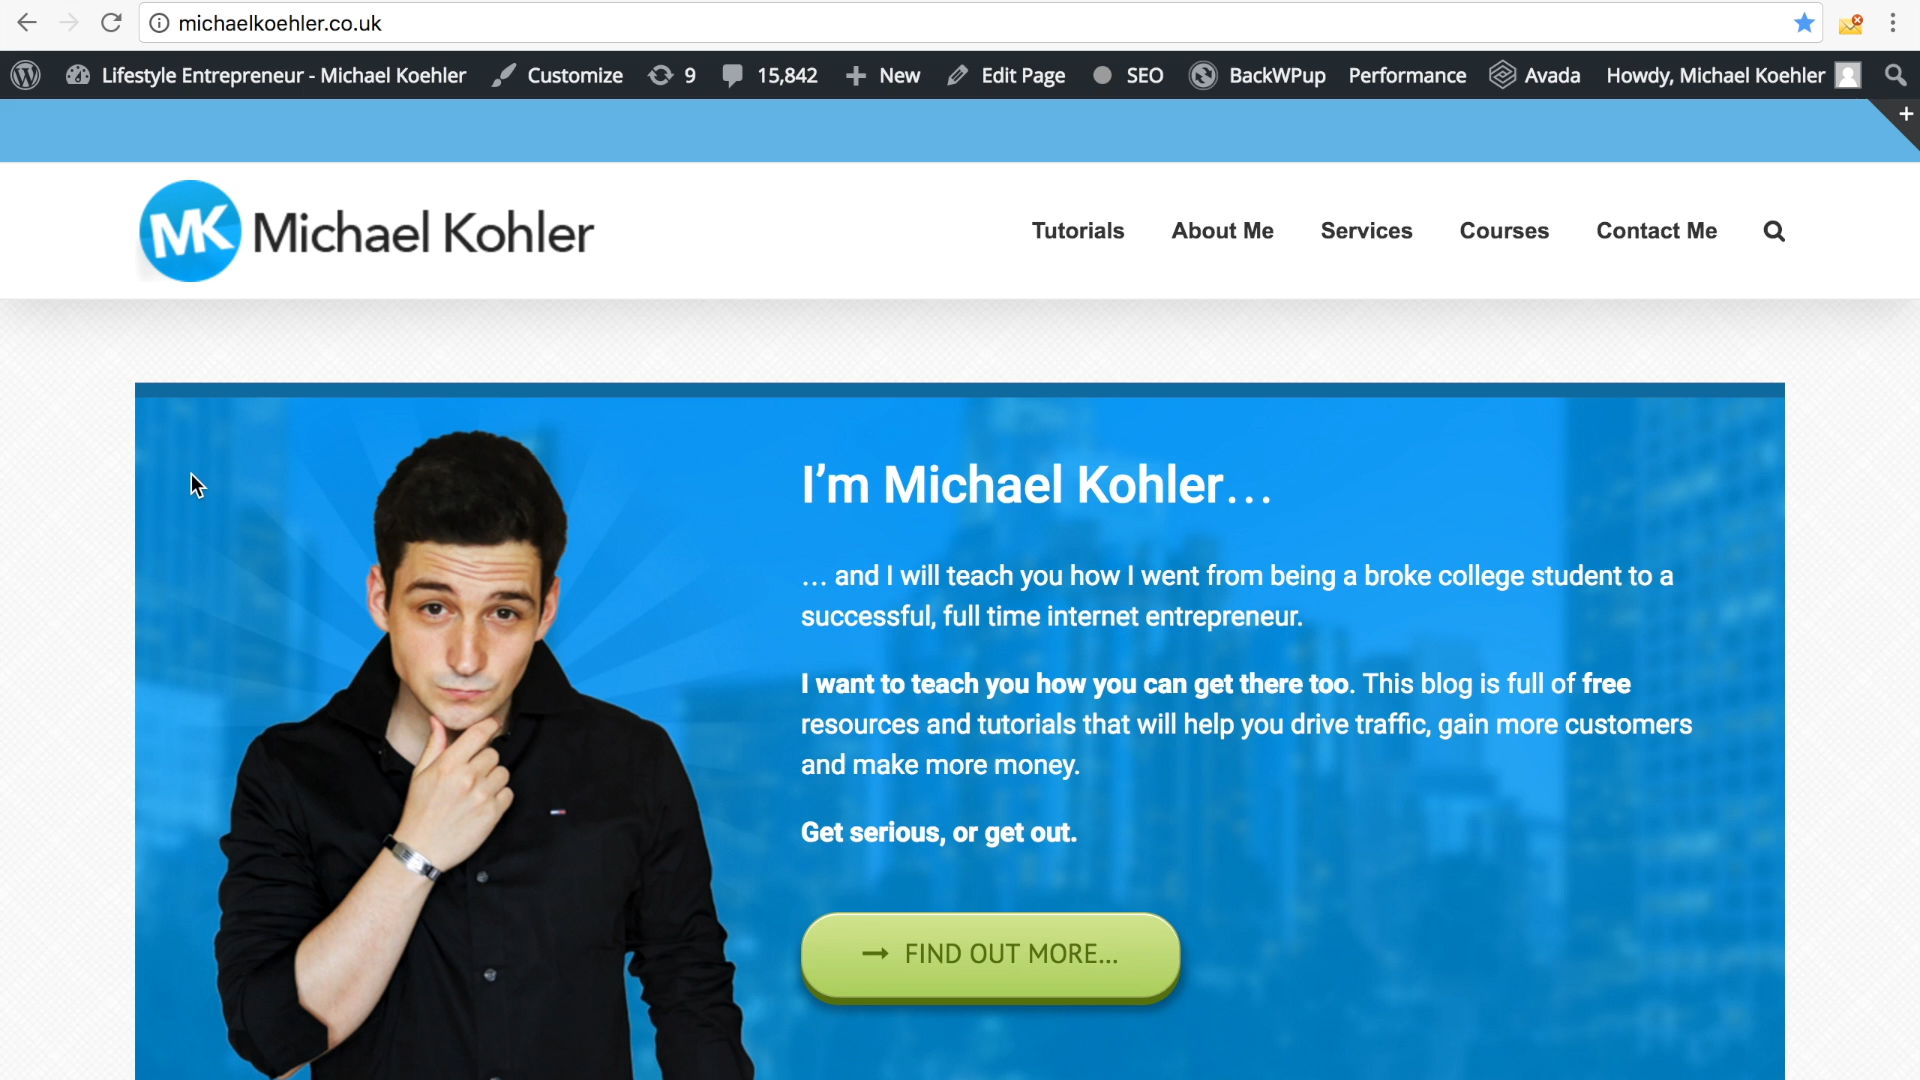 michaelkoehler.co.uk
Lifestyle Entrepreneur - Michael Koehler Customize 9 15,842 New Edit Page SEO BackWPup Performance Avada Howdy, Michael Koehler
MK Michael Kohler
Tutorials About Me Services Courses Contact Me
I’m Michael Kohler…
… and I will teach you how I went from being a broke college student to a
successful, full time internet entrepreneur.
I want to teach you how you can get there too. This blog is full of free
resources and tutorials that will help you drive traffic, gain more customers
and make more money.
Get serious, or get out.
FIND OUT MORE...